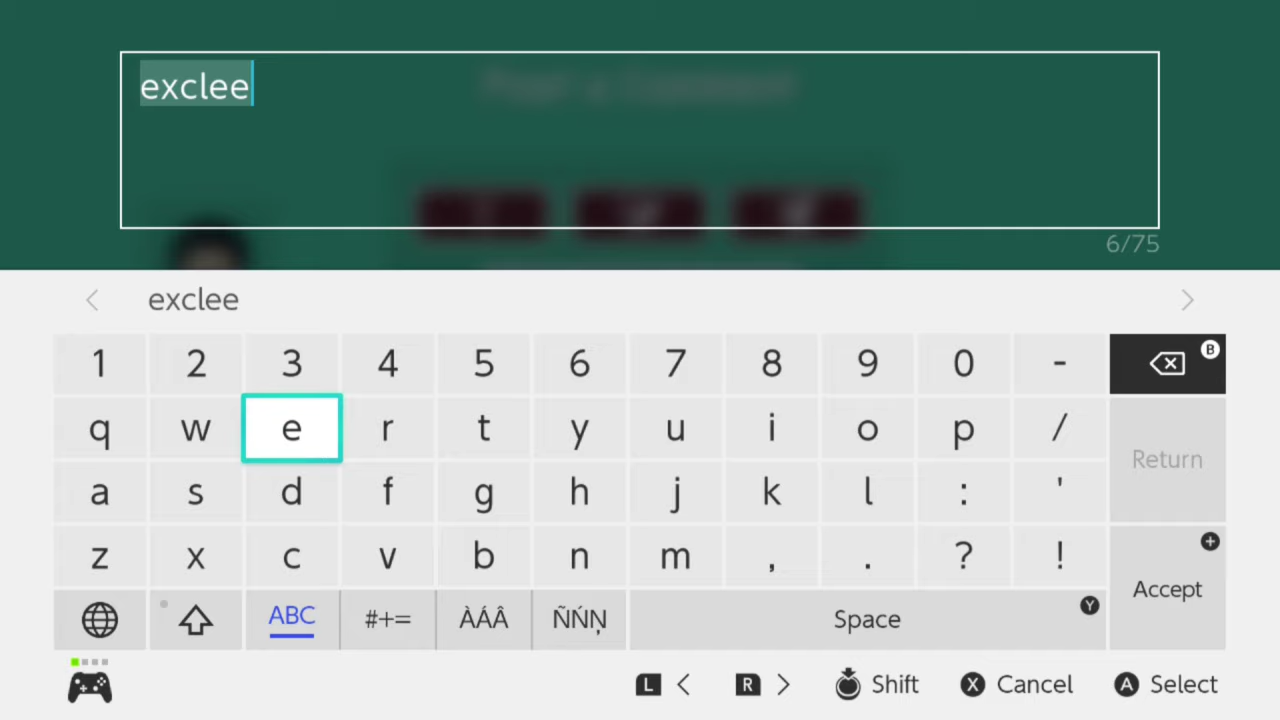 exclee
6/75
exclee
1 2 3 4 5 6 7 8 9 0 - B
q w e r t y u i o p / Return
a s d f g h j k l : '
z x c v b n m , . ? ! + Accept
ABC #+= ÀÁÂ ÑŃŅ Space Y
L < R > Shift X Cancel A Select